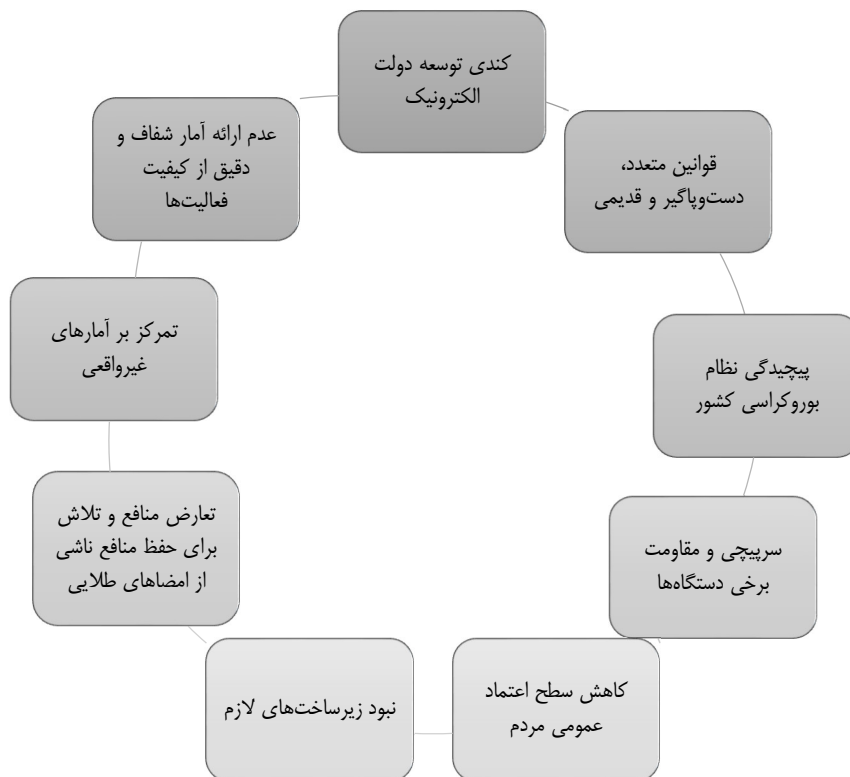 کندی توسعه دولت
الکترونیک
قوانین متعدد،
دست‌وپاگیر و قدیمی
پیچیدگی نظام
بوروکراسی کشور
سرپیچی و مقاومت
برخی دستگاه‌ها
کاهش سطح اعتماد
عمومی مردم
نبود زیرساخت‌های لازم
تعارض منافع و تلاش
برای حفظ منافع ناشی
از امضاهای طلایی
تمرکز بر آمارهای
غیرواقعی
عدم ارائه آمار شفاف و
دقیق از کیفیت
فعالیت‌ها